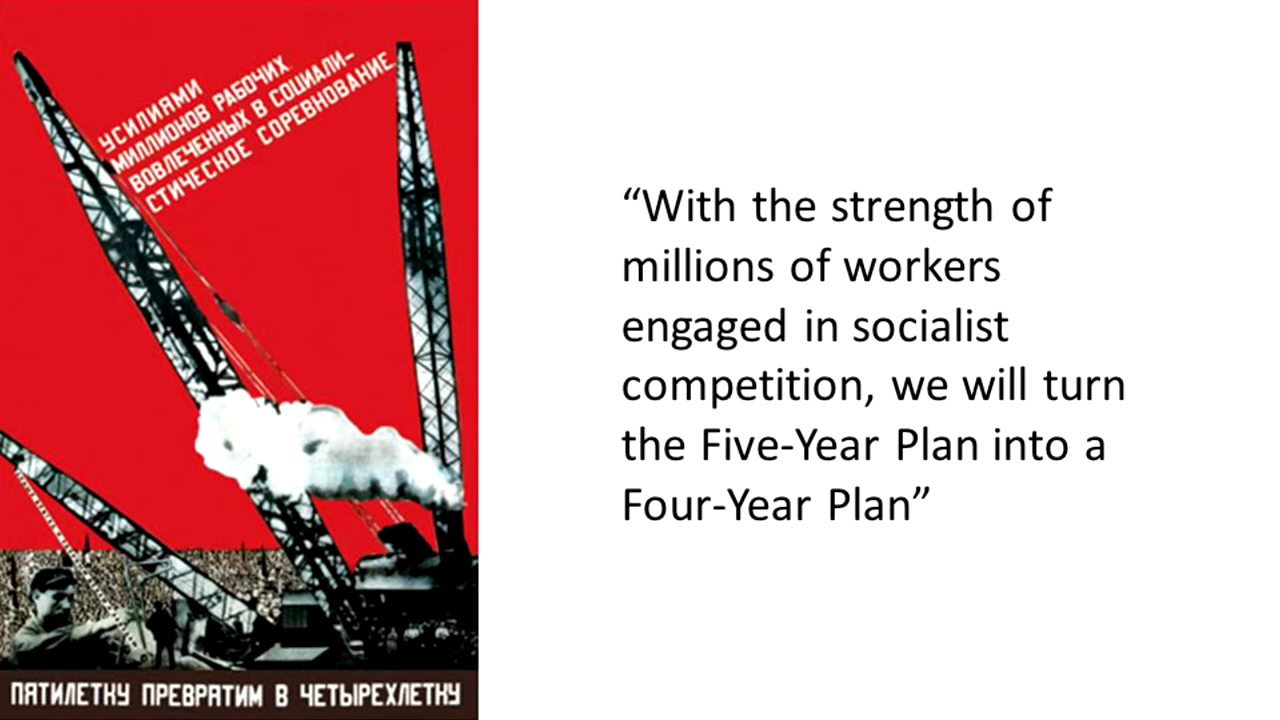 УСИЛИЯМИ
МИЛЛИОНОВ РАБОЧИХ
ВОВЛЕЧЕННЫХ В СОЦИАЛИ-
СТИЧЕСКОЕ СОРЕВНОВАНИЕ
ПЯТИЛЕТКУ ПРЕВРАТИМ В ЧЕТЫРЕХЛЕТКУ
“With the strength of
millions of workers
engaged in socialist
competition, we will turn
the Five-Year Plan into a
Four-Year Plan”